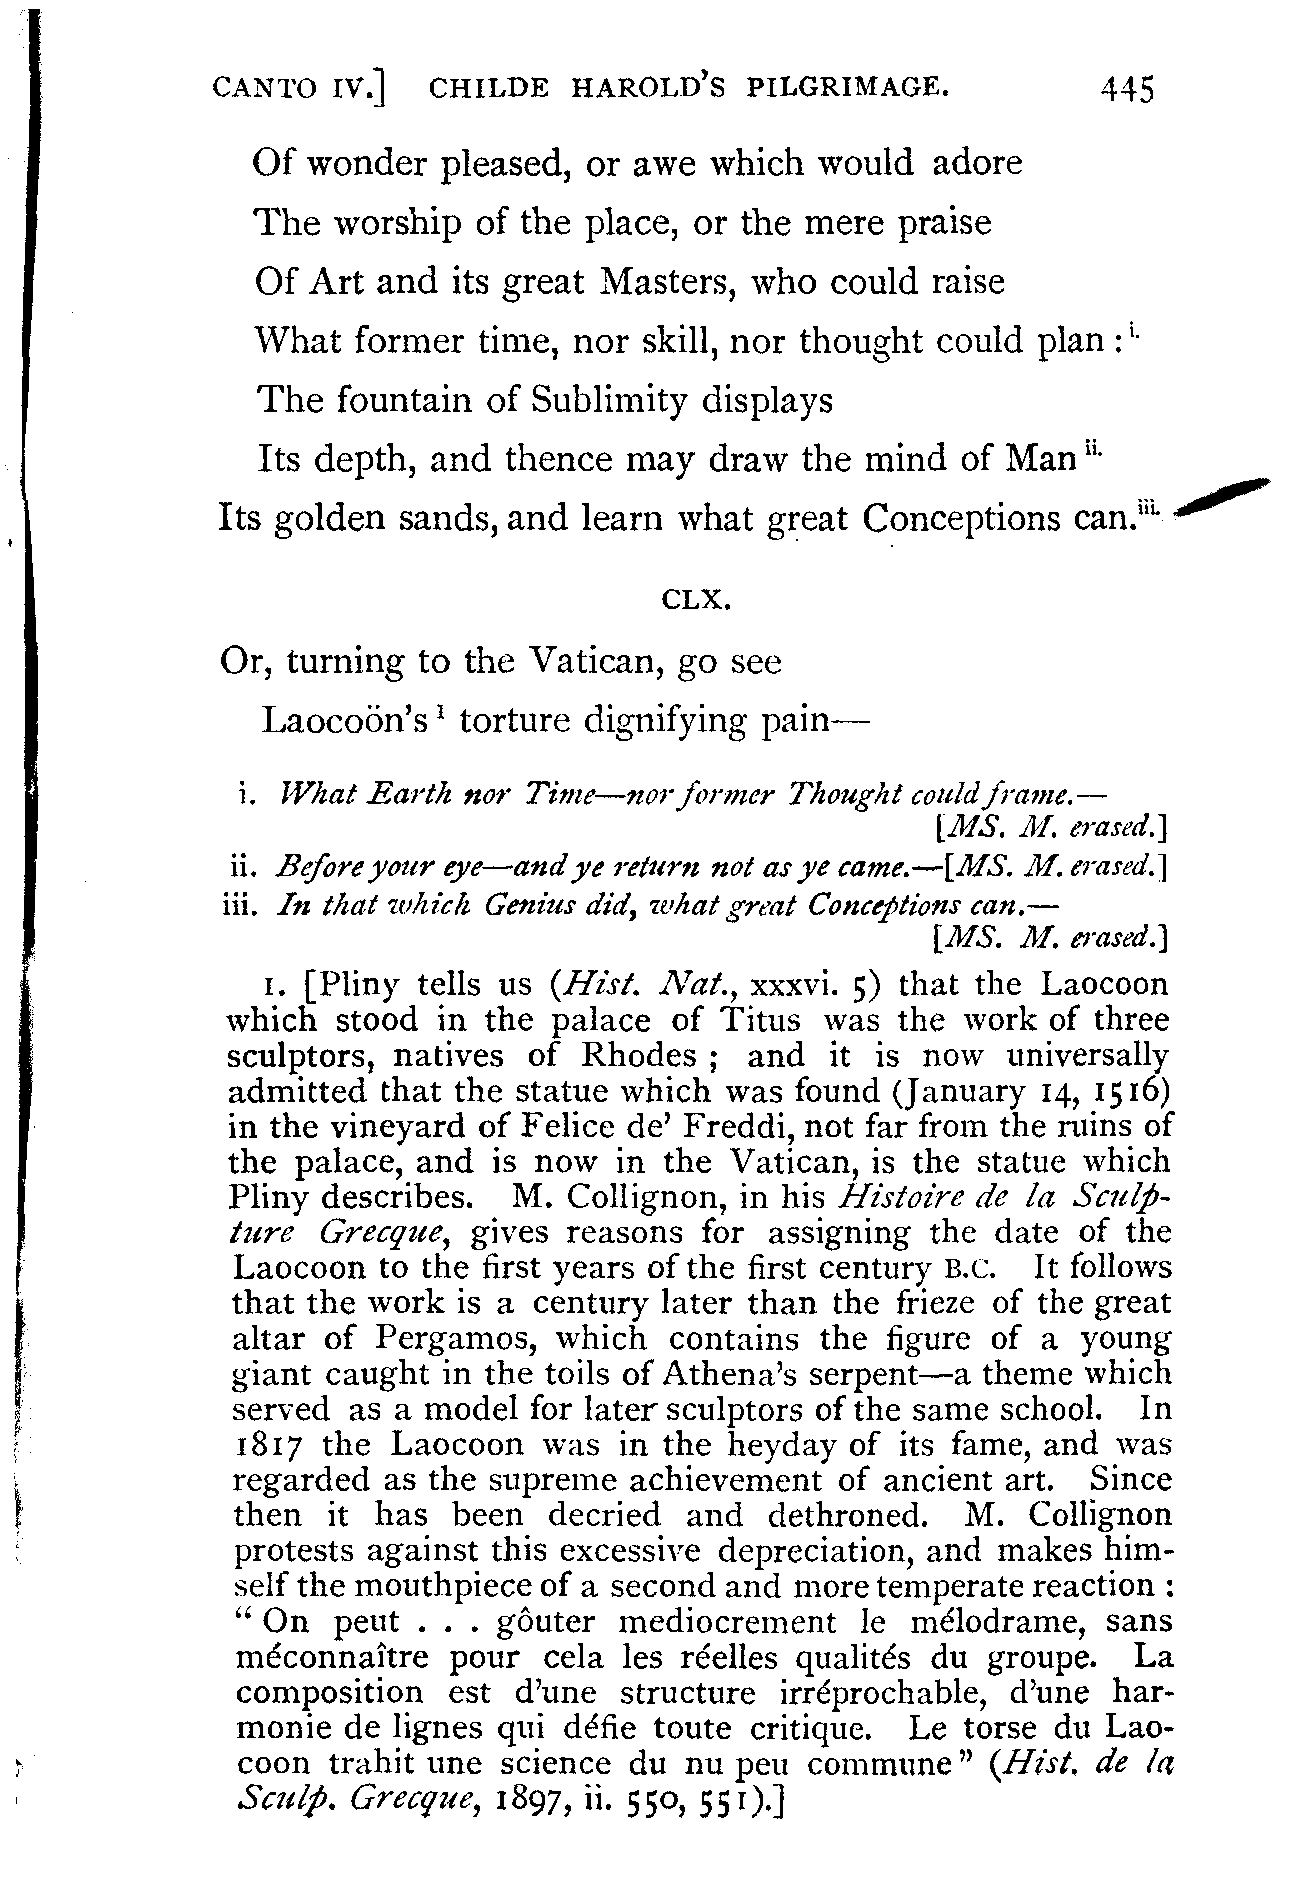 CANTO IV.] CHILDE HAROLD'S PILGRIMAGE. 445
Of wonder pleased, or awe which would adore
The worship of the place, or the mere praise
Of Art and its great Masters, who could raise
What former time, nor skill, nor thought could plan : i.
The fountain of Sublimity displays
Its depth, and thence may draw the mind of Man ii.
Its golden sands, and learn what great Conceptions can. iii.
CLX.
Or, turning to the Vatican, go see
Laocoön's ¹ torture dignifying pain—
i. What Earth nor Time—nor former Thought could frame.—
[MS. M. erased.]
ii. Before your eye—and ye return not as ye came.—[MS. M. erased.]
iii. In that which Genius did, what great Conceptions can.—
[MS. M. erased.]
1. [Pliny tells us (Hist. Nat., xxxvi. 5) that the Laocoon
which stood in the palace of Titus was the work of three
sculptors, natives of Rhodes ; and it is now universally
admitted that the statue which was found (January 14, 1516)
in the vineyard of Felice de' Freddi, not far from the ruins of
the palace, and is now in the Vatican, is the statue which
Pliny describes. M. Collignon, in his Histoire de la Sculp-
ture Grecque, gives reasons for assigning the date of the
Laocoon to the first years of the first century B.C. It follows
that the work is a century later than the frieze of the great
altar of Pergamos, which contains the figure of a young
giant caught in the toils of Athena's serpent—a theme which
served as a model for later sculptors of the same school. In
1817 the Laocoon was in the heyday of its fame, and was
regarded as the supreme achievement of ancient art. Since
then it has been decried and dethroned. M. Collignon
protests against this excessive depreciation, and makes him-
self the mouthpiece of a second and more temperate reaction :
“ On peut . . . gôuter mediocrement le mélodrame, sans
méconnaître pour cela les réelles qualités du groupe. La
composition est d'une structure irréprochable, d'une har-
monie de lignes qui défie toute critique. Le torse du Lao-
coon trahit une science du nu peu commune ” (Hist. de la
Sculp. Grecque, 1897, ii. 550, 551).]